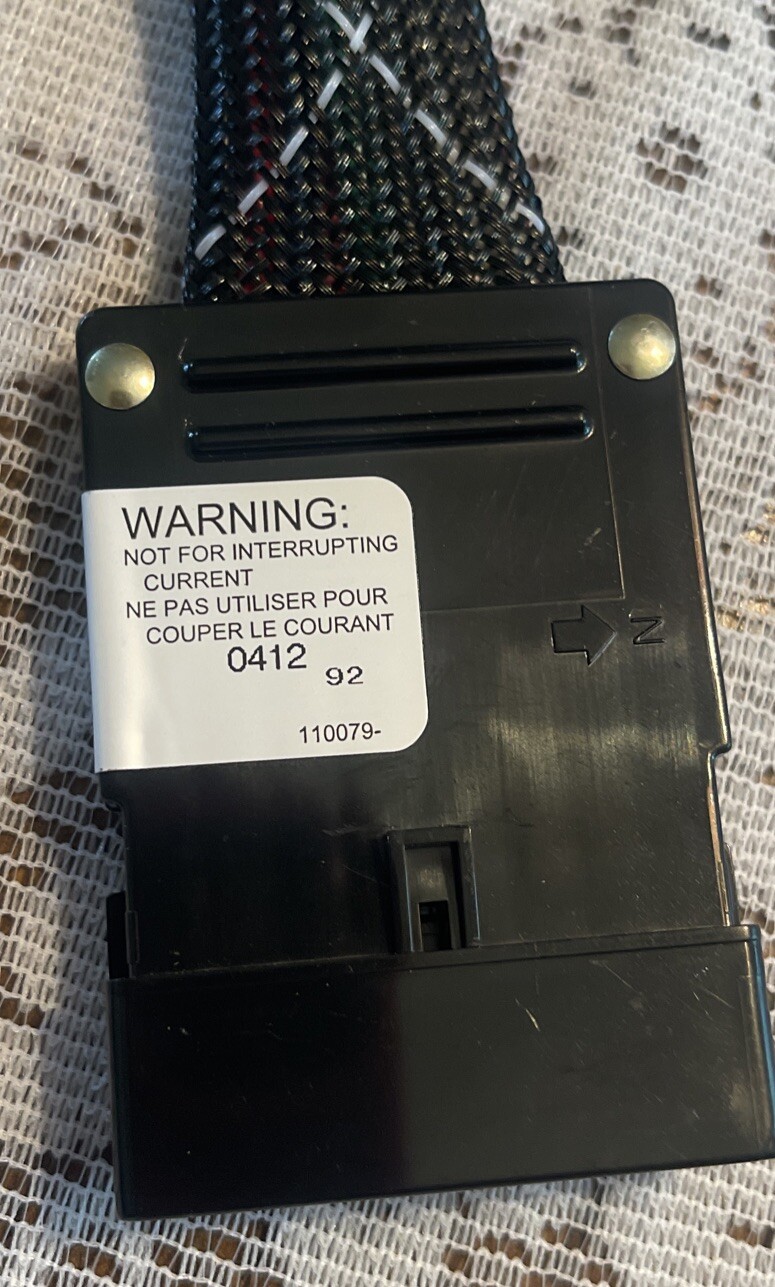 WARNING:
NOT FOR INTERRUPTING
CURRENT
NE PAS UTILISER POUR
COUPER LE COURANT
0412
92
110079-
N